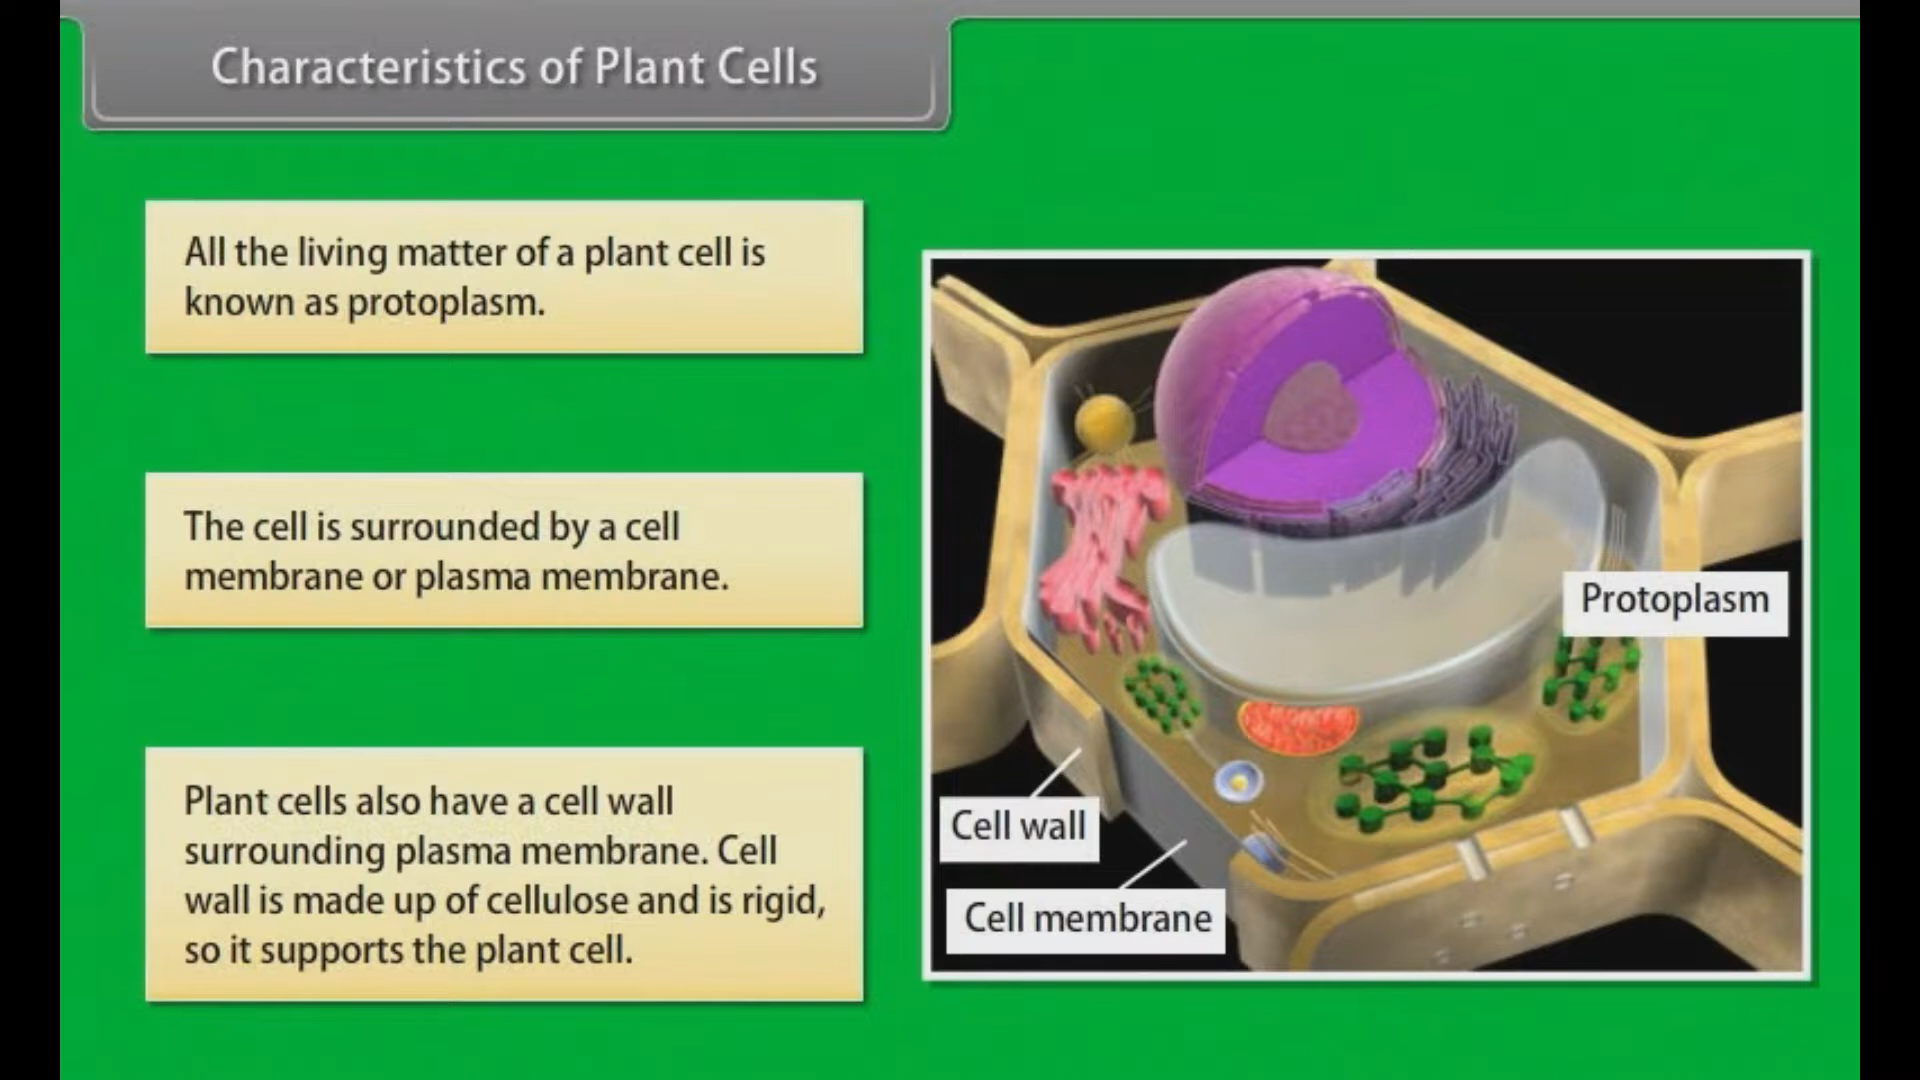 Characteristics of Plant Cells
All the living matter of a plant cell is
known as protoplasm.
The cell is surrounded by a cell
membrane or plasma membrane.
Plant cells also have a cell wall
surrounding plasma membrane. Cell
wall is made up of cellulose and is rigid,
so it supports the plant cell.
Protoplasm
Cell wall
Cell membrane